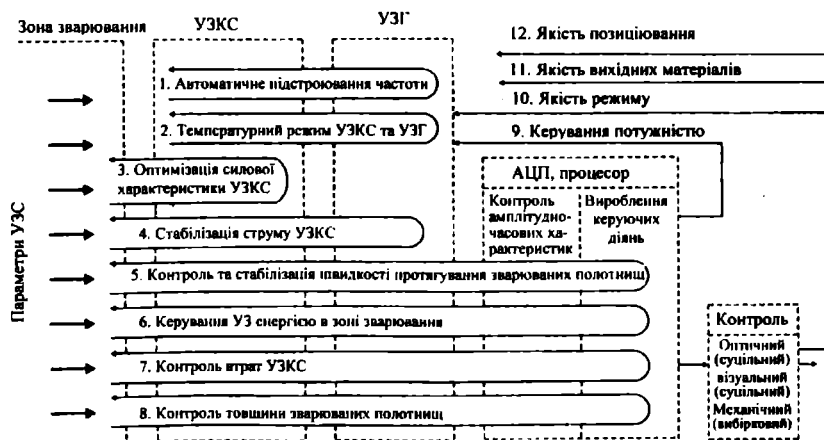 Зона зварювання
УЗКС
УЗГ
12. Якість позиціювання
11. Якість вихідних матеріалів
10. Якість режиму
9. Керування потужністю
1. Автоматичне підстроювання частоти
2. Температурний режим УЗКС та УЗГ
3. Оптимізація силової
характеристики УЗКС
4. Стабілізація струму УЗКС
АЦП, процесор
Контроль
амплітудно-
часових ха-
рактеристик
Вироблення
керуючих
діянь
5. Контроль та стабілізація швидкості протягування зварюваних полотнищ
6. Керування УЗ енергією в зоні зварювання
7. Контроль втрат УЗКС
8. Контроль товщини зварюваних полотнищ
Параметри УЗС
Контроль
Оптичний
(суцільний)
візуальний
(суцільний)
Механічний
(вибірковий)